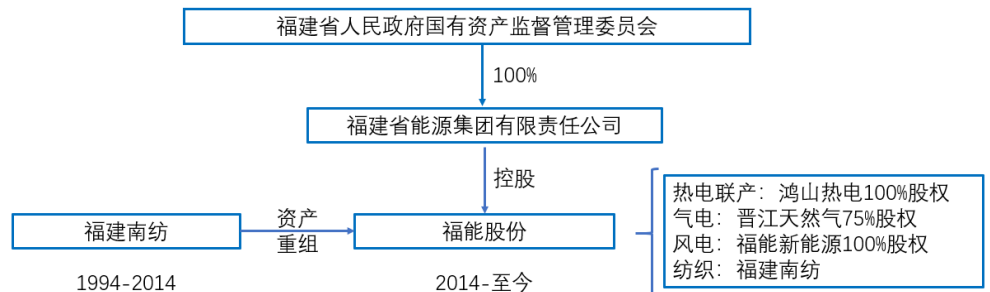 福建省人民政府国有资产监督管理委员会
100%
福建省能源集团有限责任公司
控股
福建南纺
资产
重组
福能股份
热电联产：鸿山热电100%股权
气电：晋江天然气75%股权
风电：福能新能源100%股权
纺织：福建南纺
1994-2014
2014-至今